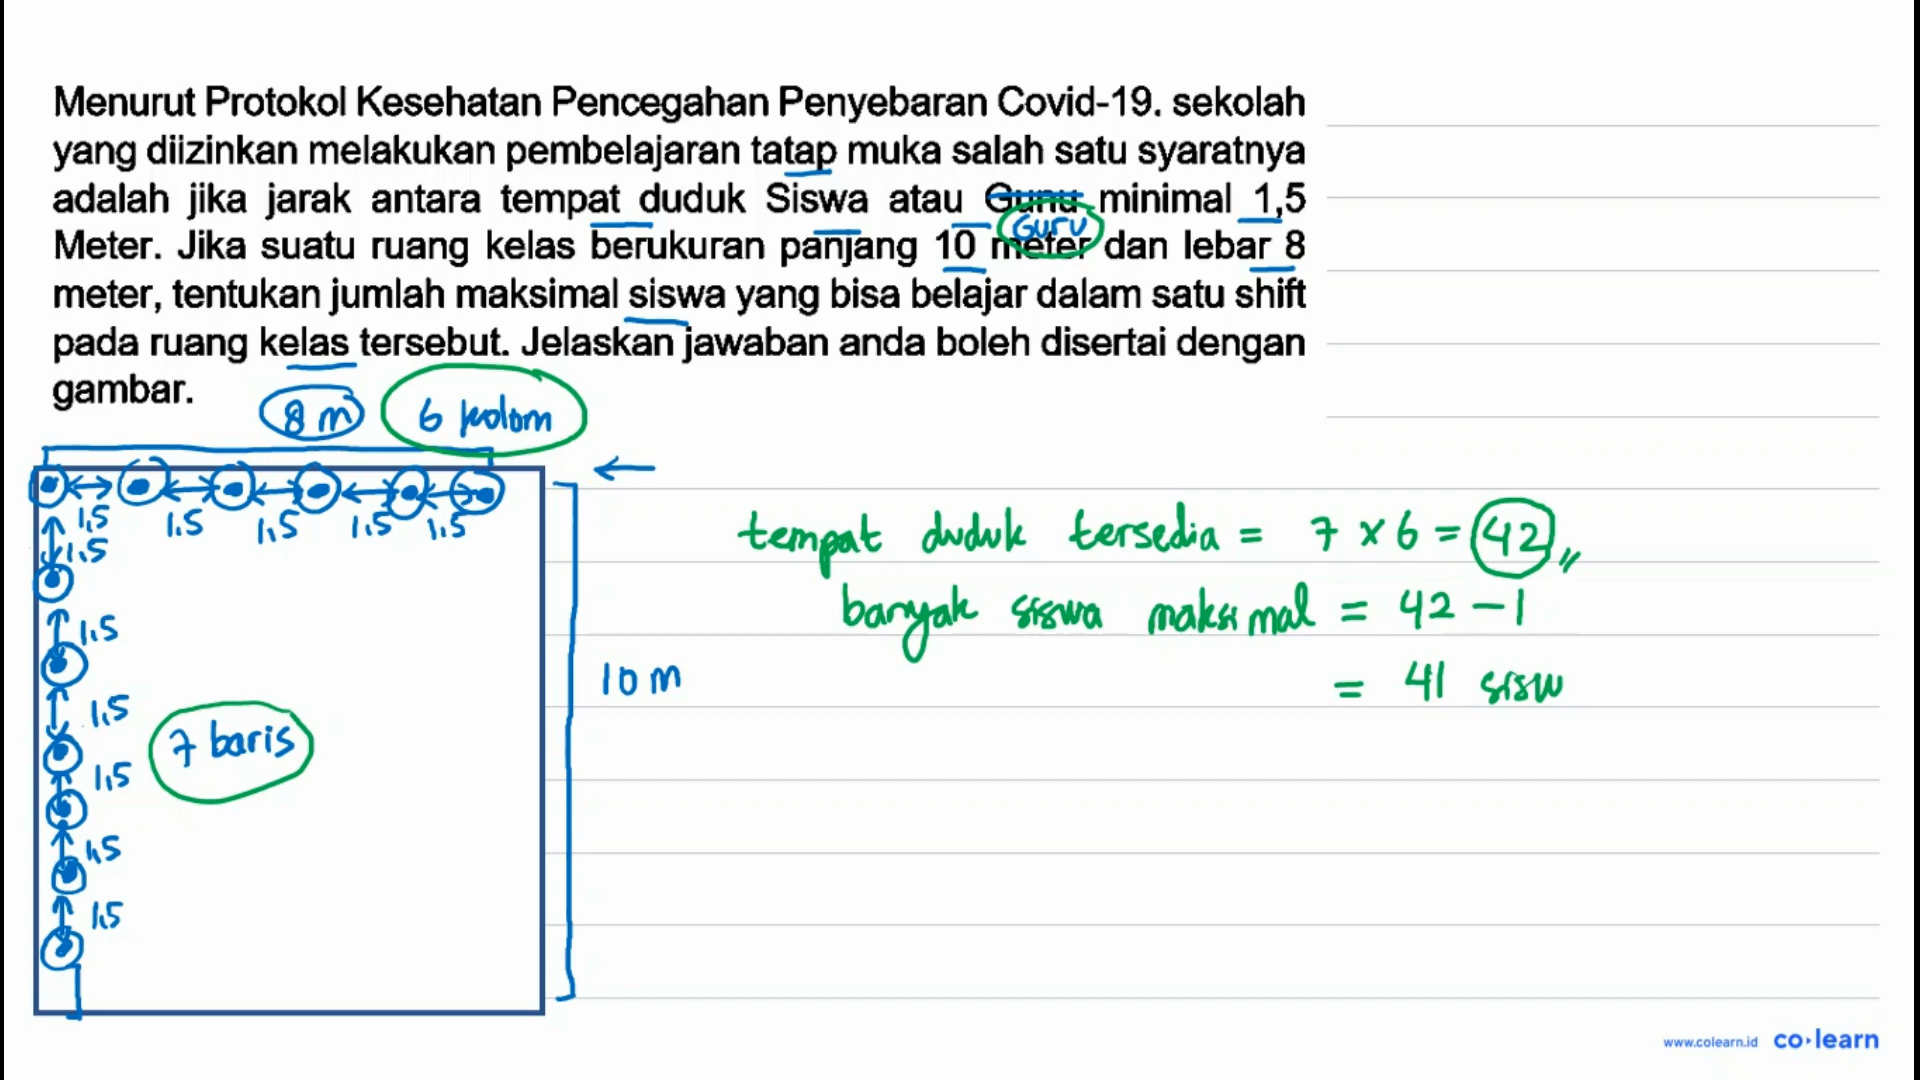 Menurut Protokol Kesehatan Pencegahan Penyebaran Covid-19. sekolah
yang diizinkan melakukan pembelajaran tatap muka salah satu syaratnya
adalah jika jarak antara tempat duduk Siswa atau Gunu minimal 1,5
Guru
Meter. Jika suatu ruang kelas berukuran panjang 10 meter dan lebar 8
meter, tentukan jumlah maksimal siswa yang bisa belajar dalam satu shift
pada ruang kelas tersebut. Jelaskan jawaban anda boleh disertai dengan
gambar.
8 m 6 kolom
1,5 1,5 1,5 1,5 1,5
1,5
1,5
1,5
1,5
1,5
1,5
7 baris
10 m
tempat duduk tersedia = 7 x 6 = 42 //
banyak siswa maksimal = 42 - 1
= 41 sisw
www.colearn.id co·learn